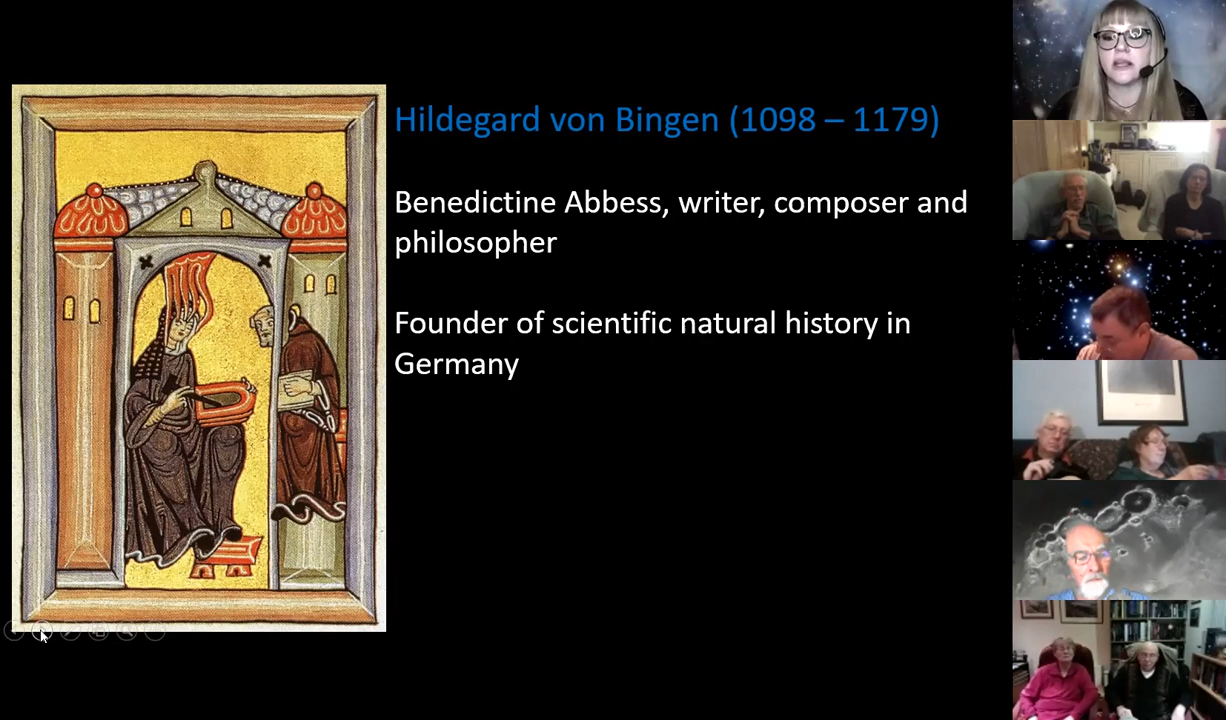 Hildegard von Bingen (1098 – 1179)
Benedictine Abbess, writer, composer and
philosopher
Founder of scientific natural history in
Germany